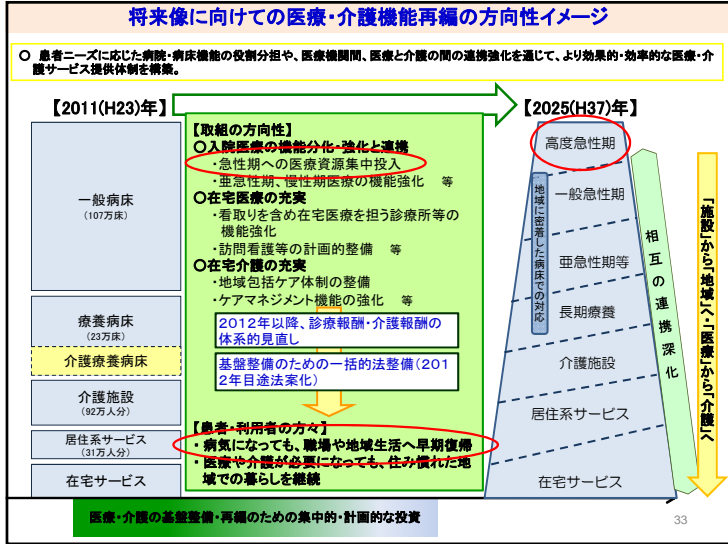 将来像に向けての医療・介護機能再編の方向性イメージ
○ 患者ニーズに応じた病院・病床機能の役割分担や、医療機関間、医療と介護の間の連携強化を通じて、より効果的・効率的な医療・介
護サービス提供体制を構築。
【2011(H23)年】
【2025(H37)年】
一般病床
(107万床)
療養病床
(23万床)
介護療養病床
介護施設
(92万人分)
居住系サービス
(31万人分)
在宅サービス
【取組の方向性】
○入院医療の機能分化・強化と連携
・急性期への医療資源集中投入
・亜急性期、慢性期医療の機能強化 等
○在宅医療の充実
・看取りを含め在宅医療を担う診療所等の
機能強化
・訪問看護等の計画的整備 等
○在宅介護の充実
・地域包括ケア体制の整備
・ケアマネジメント機能の強化 等
2012年以降、診療報酬・介護報酬の
体系的見直し
基盤整備のための一括的法整備(201
2年目途法案化)
【患者・利用者の方々】
・病気になっても、職場や地域生活へ早期復帰
・医療や介護が必要になっても、住み慣れた地
域での暮らしを継続
高度急性期
一般急性期
亜急性期等
長期療養
介護施設
居住系サービス
在宅サービス
地域に密着した病床での対応
相互の連携深化
「施設」から「地域」へ・「医療」から「介護」へ
医療・介護の基盤整備・再編のための集中的・計画的な投資
33